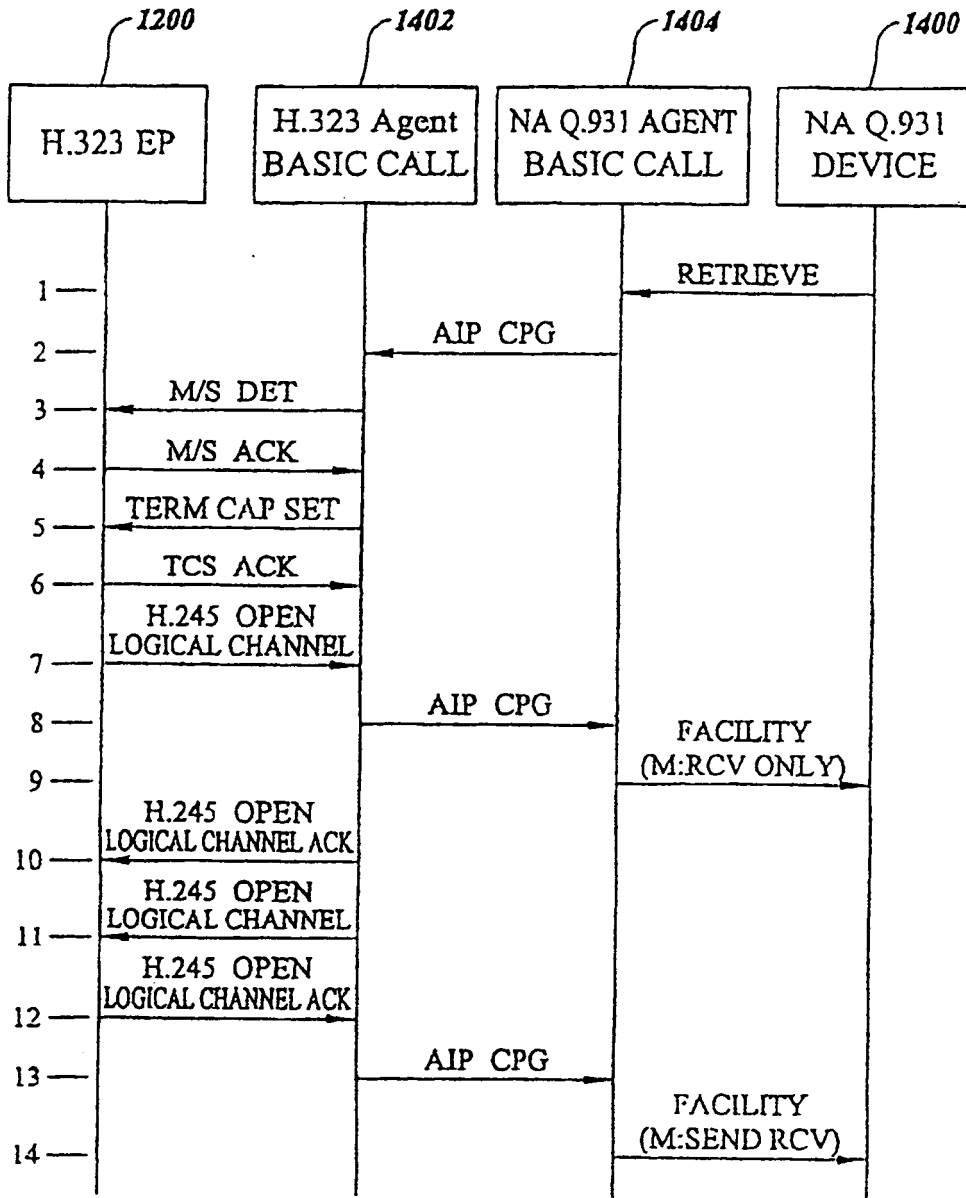 1200
1402
1404
1400
H.323 EP
H.323 Agent
BASIC CALL
NA Q.931 AGENT
BASIC CALL
NA Q.931
DEVICE
1
RETRIEVE
2
AIP CPG
3
M/S DET
4
M/S ACK
5
TERM CAP SET
6
TCS ACK
H.245 OPEN
LOGICAL CHANNEL
7
8
AIP CPG
FACILITY
(M:RCV ONLY)
9
H.245 OPEN
LOGICAL CHANNEL ACK
10
H.245 OPEN
LOGICAL CHANNEL
11
H.245 OPEN
LOGICAL CHANNEL ACK
12
13
AIP CPG
FACILITY
(M:SEND RCV)
14